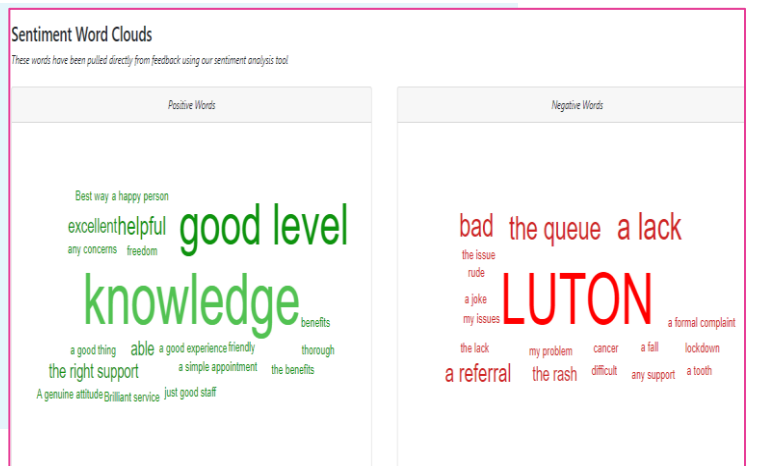 Sentiment Word Clouds
These words have been pulled directly from feedback using our sentiment analysis tool
Positive Words
Best way a happy person
excellent helpful good level
any concerns freedom
knowledge
benefits
a good thing able a good experience friendly thorough
the right support a simple appointment the benefits
A genuine attitude Brilliant service just good staff
Negative Words
bad the queue a lack
the issue
rude
a joke LUTON
my issues a formal complaint
the lack my problem cancer a fall lockdown
a referral the rash difficult any support a tooth